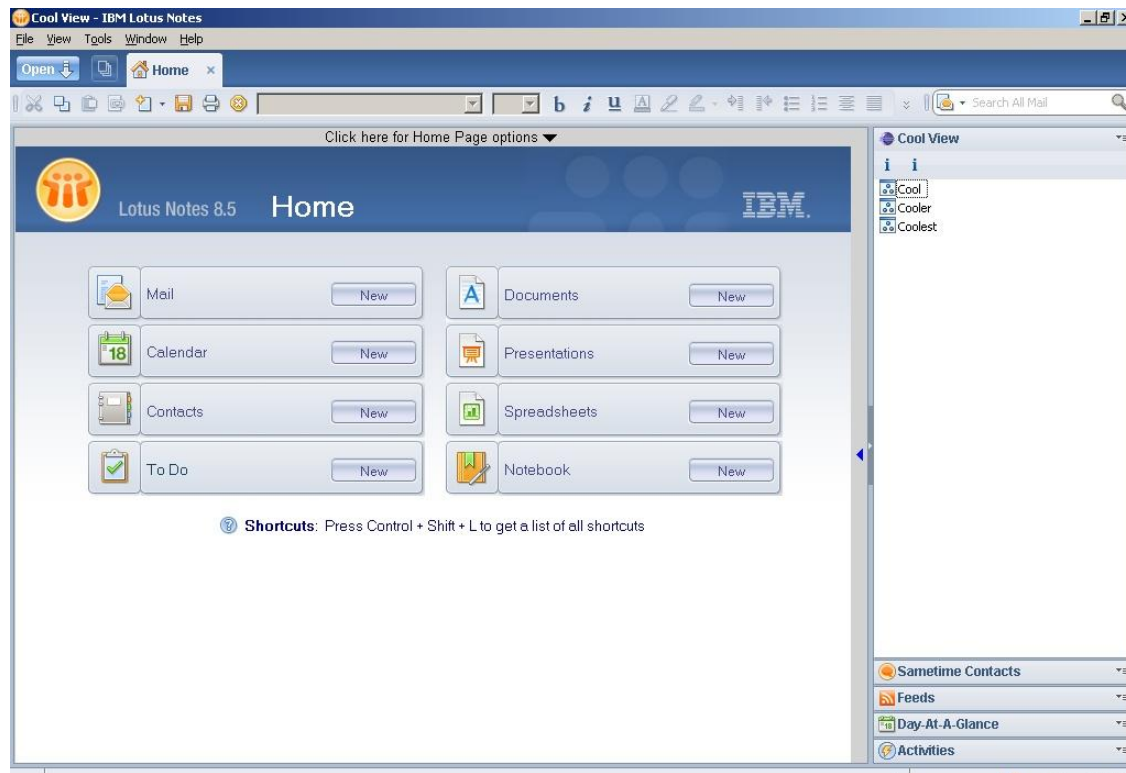 Cool View - IBM Lotus Notes
File View Tools Window Help
Open Home
Search All Mail
Click here for Home Page options
Lotus Notes 8.5 Home IBM.
Mail New Documents New
18 Calendar New Presentations New
Contacts New Spreadsheets New
To Do New Notebook New
Shortcuts: Press Control + Shift + L to get a list of all shortcuts
Cool View
i i
Cool
Cooler
Coolest
Sametime Contacts
Feeds
Day-At-A-Glance
Activities